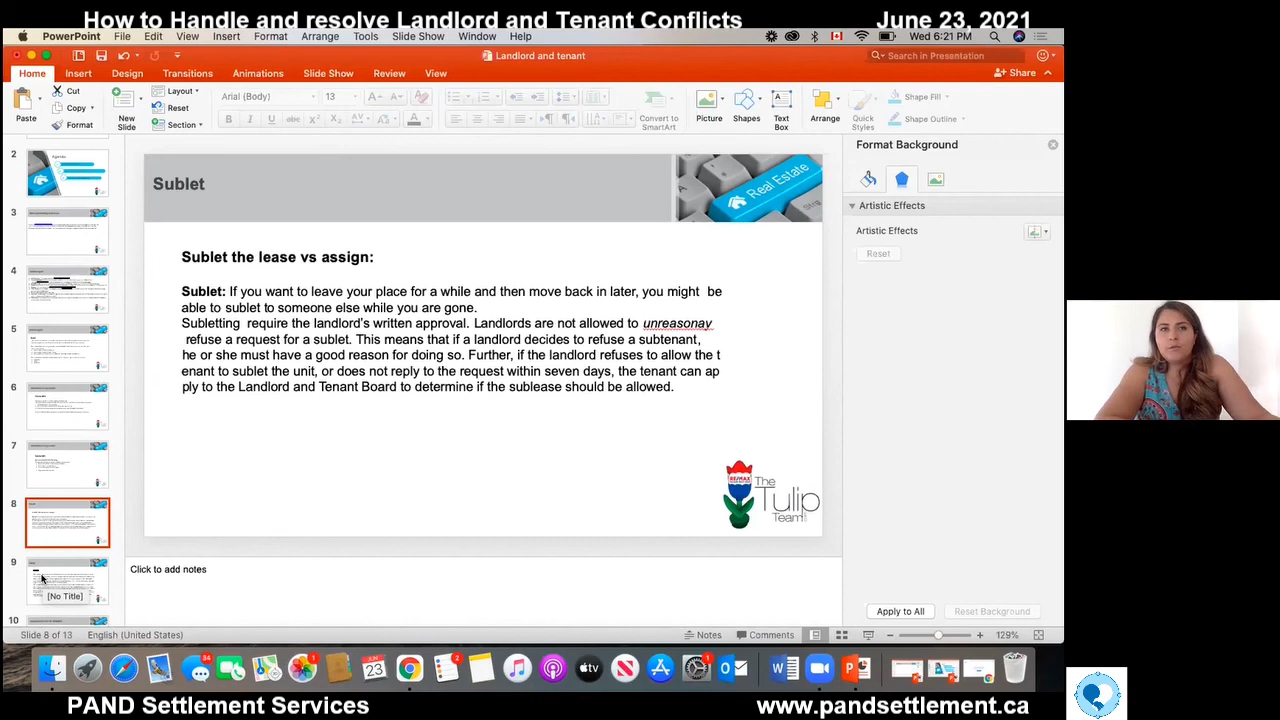 How to Handle and resolve Landlord and Tenant Conflicts June 23, 2021
PowerPoint File Edit View Insert Format Arrange Tools Slide Show Window Help Wed 6:21 PM
Landlord and tenant
Search in Presentation
Home Insert Design Transitions Animations Slide Show Review View Share
Paste
Cut
Copy
Format
New Slide
Layout
Reset
Section
Arial (Body) 13
Convert to SmartArt
Picture
Shapes
Text Box
Arrange
Quick Styles
Shape Fill
Shape Outline
2
3
4
5
6
7
8
9
[No Title]
10
Sublet
Real Estate
Sublet the lease vs assign:
Sublet: If you want to leave your place for a while and then move back in later, you might be
able to sublet to someone else while you are gone.
Subletting require the landlord's written approval. Landlords are not allowed to unreasonay
refuse a request for a sublet. This means that if a landlord decides to refuse a subtenant,
he or she must have a good reason for doing so. Further, if the landlord refuses to allow the t
enant to sublet the unit, or does not reply to the request within seven days, the tenant can ap
ply to the Landlord and Tenant Board to determine if the sublease should be allowed.
RE/MAX
The
Tulip
Team
Click to add notes
Format Background
Artistic Effects
Artistic Effects
Reset
Apply to All Reset Background
Slide 8 of 13 English (United States) Notes Comments 129%
PAND Settlement Services www.pandsettlement.ca